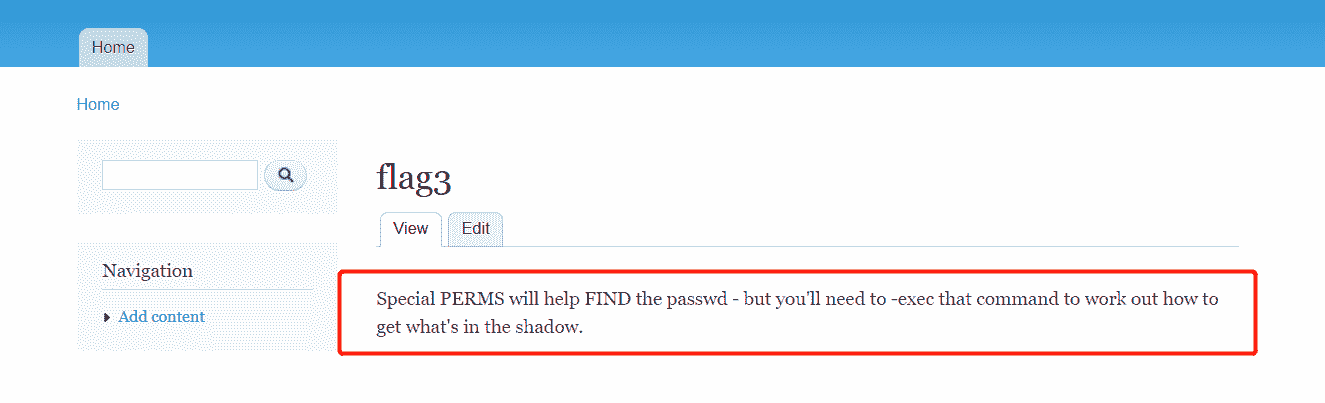 Home
Home
flag3
View Edit
Navigation
Add content
Special PERMS will help FIND the passwd - but you'll need to -exec that command to work out how to
get what's in the shadow.